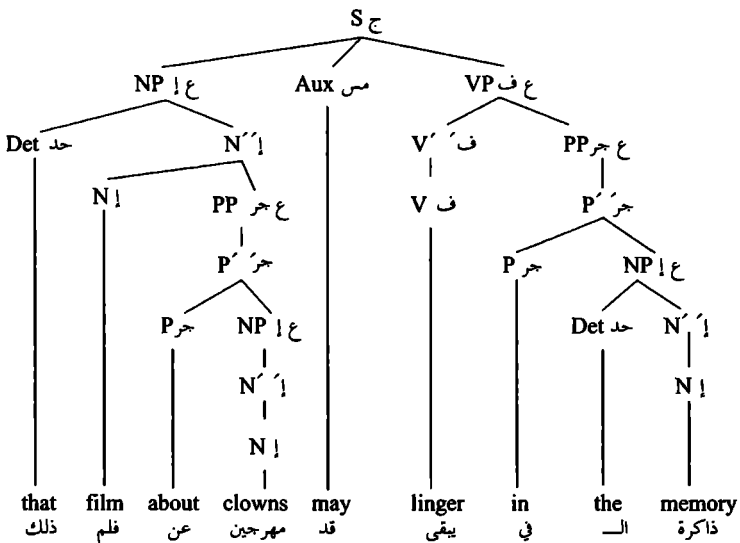 S ج
NP ع إ Aux مس VP ع ف
Det حد N´´ إ´´ V´´ ف´´ PP ع جر
N إ PP ع جر V ف P´´ جر´´
P´´ جر´´ P جر NP ع إ
P جر NP ع إ Det حد N´´ إ´´
N´´ إ´´ N إ
N إ
that film about clowns may linger in the memory
ذلك فلم عن مهرجين قد يبقى في الــ ذاكرة